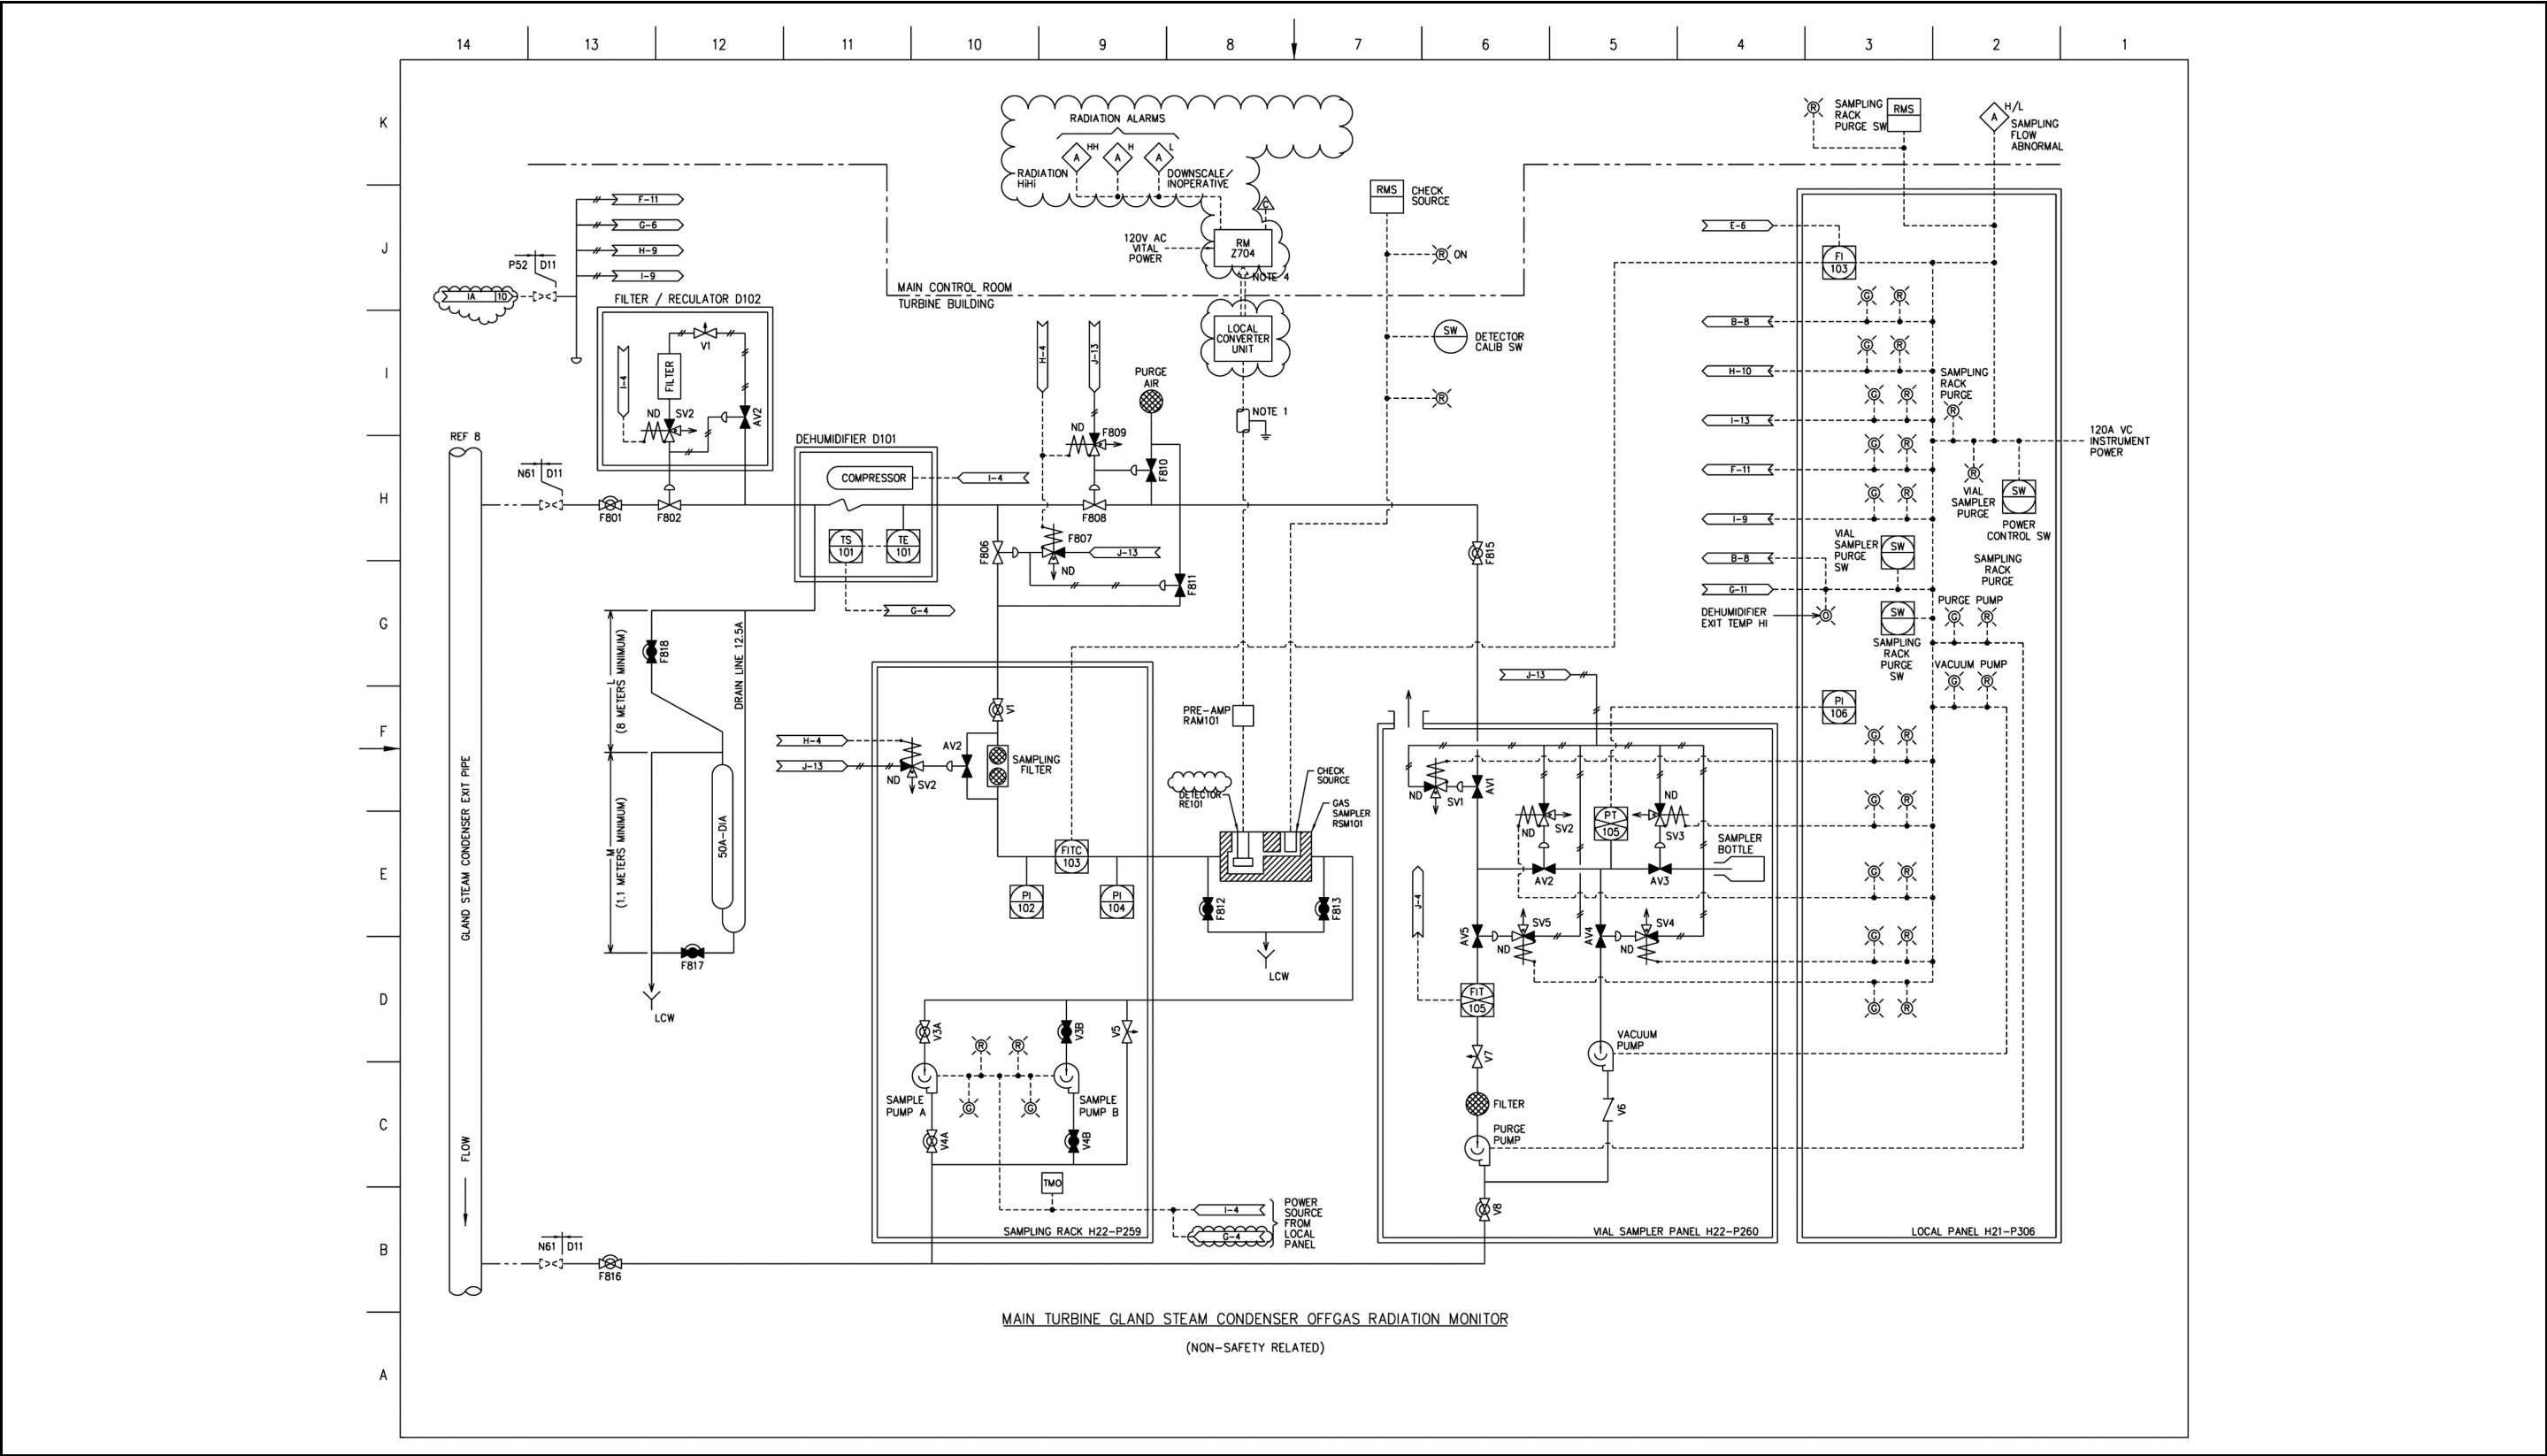 14 13 12 11 10 9 8 7 6 5 4 3 2 1
K
J
I
H
G
F
E
D
C
B
A
RADIATION ALARMS
A HH
A H
A L
RADIATION
HiHi
DOWNSCALE/
INOPERATIVE
C
120V AC
VITAL
POWER
RM
Z704
NOTE 4
MAIN CONTROL ROOM
TURBINE BUILDING
LOCAL
CONVERTER
UNIT
NOTE 1
RMS
CHECK
SOURCE
R ON
SW
DETECTOR
CALIB SW
R
R
SAMPLING
RACK
PURGE SW
RMS
A H/L
SAMPLING
FLOW
ABNORMAL
F-11
G-6
H-9
I-9
P52 D11
IA 10
FILTER / RECULATOR D102
V1
I-4
FILTER
ND
SV2
AV2
REF 8
N61 D11
F801
F802
DEHUMIDIFIER D101
COMPRESSOR
I-4
TS
101
TE
101
G-4
H-4
J-13
PURGE
AIR
ND
F809
F810
F808
F806
F807
J-13
ND
F811
F815
GLAND STEAM CONDENSER EXIT PIPE
FLOW
L
(8 METERS MINIMUM)
M
(1.1 METERS MINIMUM)
F818
DRAIN LINE 12.5A
50A-DIA
F817
LCW
H-4
J-13
ND
SV2
AV2
V1
SAMPLING
FILTER
FITC
103
PI
102
PI
104
PRE-AMP
RAM101
DETECTOR
RE101
CHECK
SOURCE
GAS
SAMPLER
RSM101
F812
F813
LCW
V3A
V3B
V5
R
R
G
G
SAMPLE
PUMP A
SAMPLE
PUMP B
V4A
V4B
TMO
I-4
G-4
POWER
SOURCE
FROM
LOCAL
PANEL
SAMPLING RACK H22-P259
J-13
ND
SV1
AV1
ND
SV2
PT
105
ND
SV3
SAMPLER
BOTTLE
AV2
AV3
J-4
AV5
SV5
ND
AV4
SV4
ND
FIT
105
V7
VACUUM
PUMP
FILTER
V6
PURGE
PUMP
V8
VIAL SAMPLER PANEL H22-P260
E-6
FI
103
G R
B-8
G R
H-10
G R
I-13
G R
F-11
G R
I-9
SAMPLING
RACK
PURGE
R
120A VC
INSTRUMENT
POWER
R
VIAL
SAMPLER
PURGE
SW
POWER
CONTROL SW
VIAL
SAMPLER
PURGE
SW
SW
B-8
G-11
DEHUMIDIFIER
EXIT TEMP HI
O
SW
SAMPLING
RACK
PURGE
SW
SAMPLING
RACK
PURGE
PURGE PUMP
G R
VACUUM PUMP
G R
PI
106
G R
G R
G R
G R
G R
LOCAL PANEL H21-P306
N61 D11
F816
MAIN TURBINE GLAND STEAM CONDENSER OFFGAS RADIATION MONITOR
(NON-SAFETY RELATED)